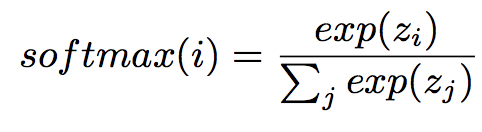 softmax(i) = exp(z_i) / ∑_j exp(z_j)